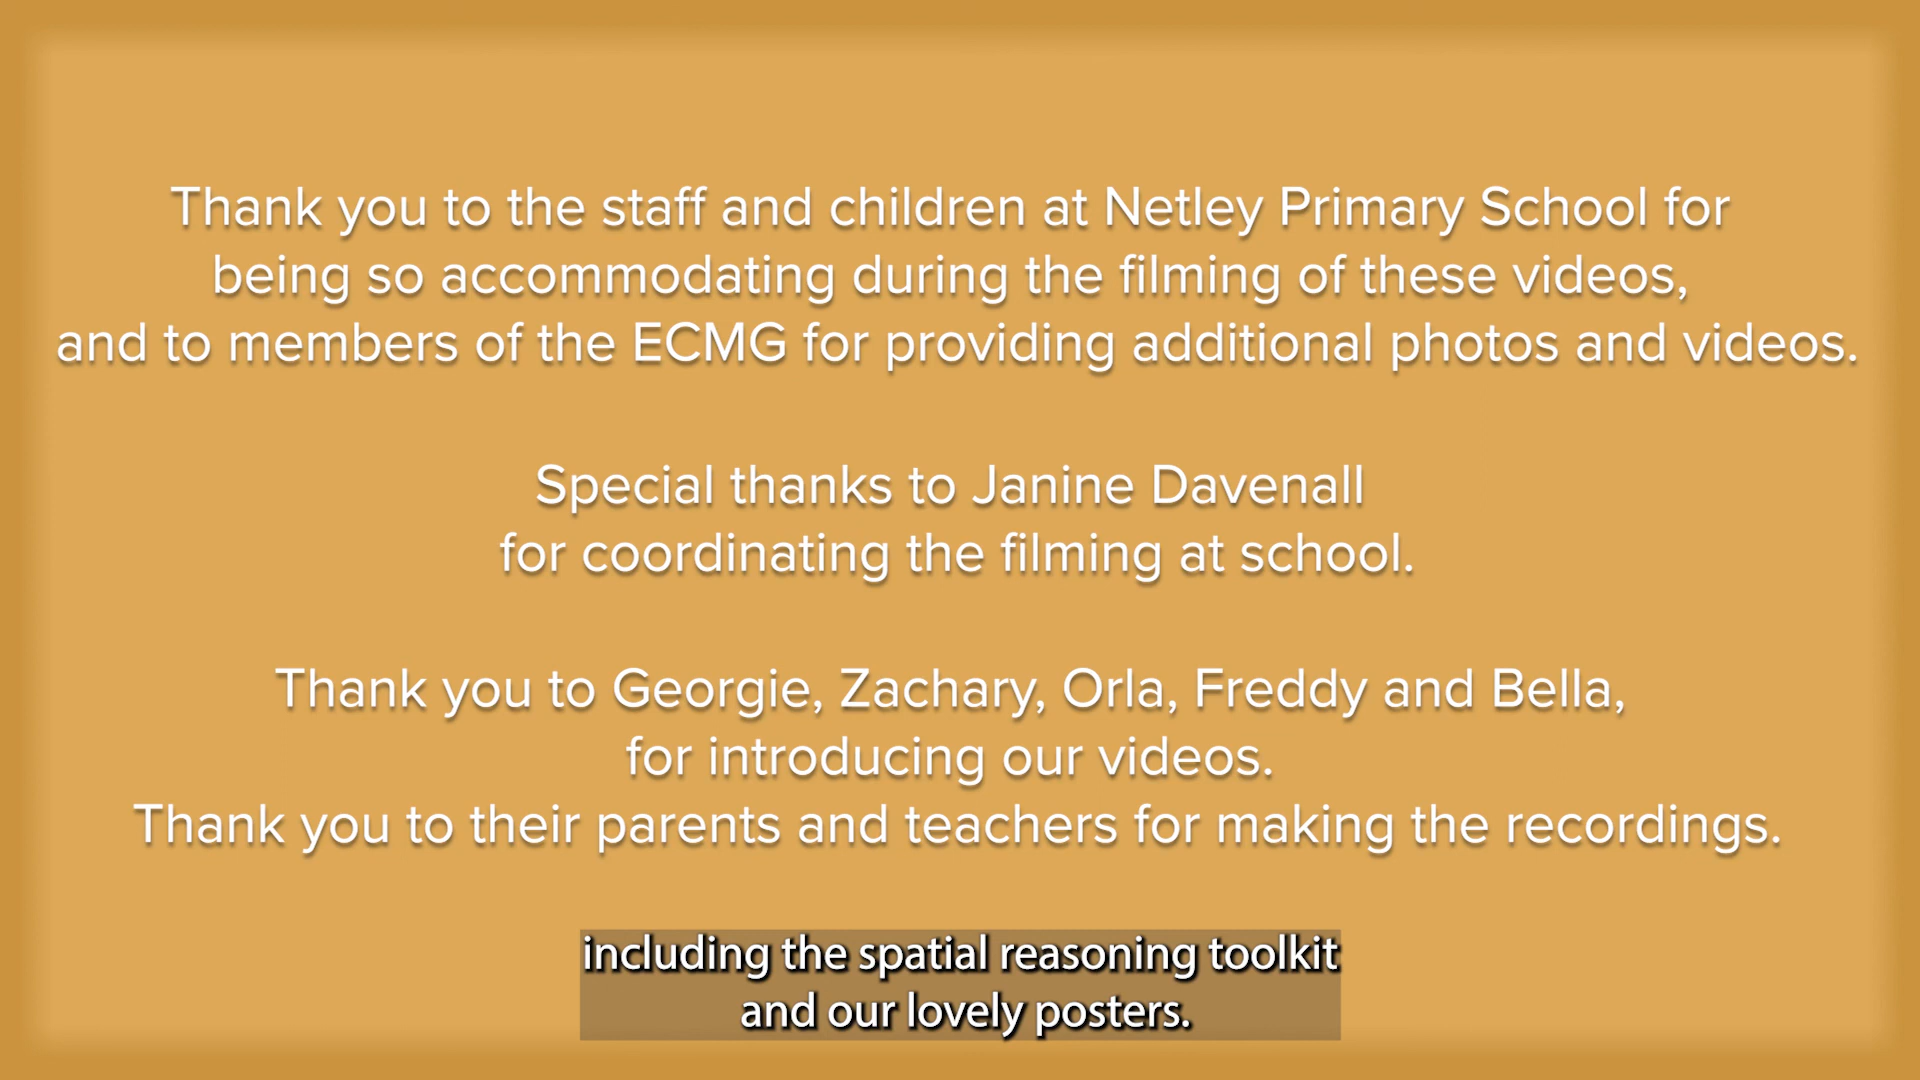 Thank you to the staff and children at Netley Primary School for
being so accommodating during the filming of these videos,
and to members of the ECMG for providing additional photos and videos.
Special thanks to Janine Davenall
for coordinating the filming at school.
Thank you to Georgie, Zachary, Orla, Freddy and Bella,
for introducing our videos.
Thank you to their parents and teachers for making the recordings.
including the spatial reasoning toolkit
and our lovely posters.